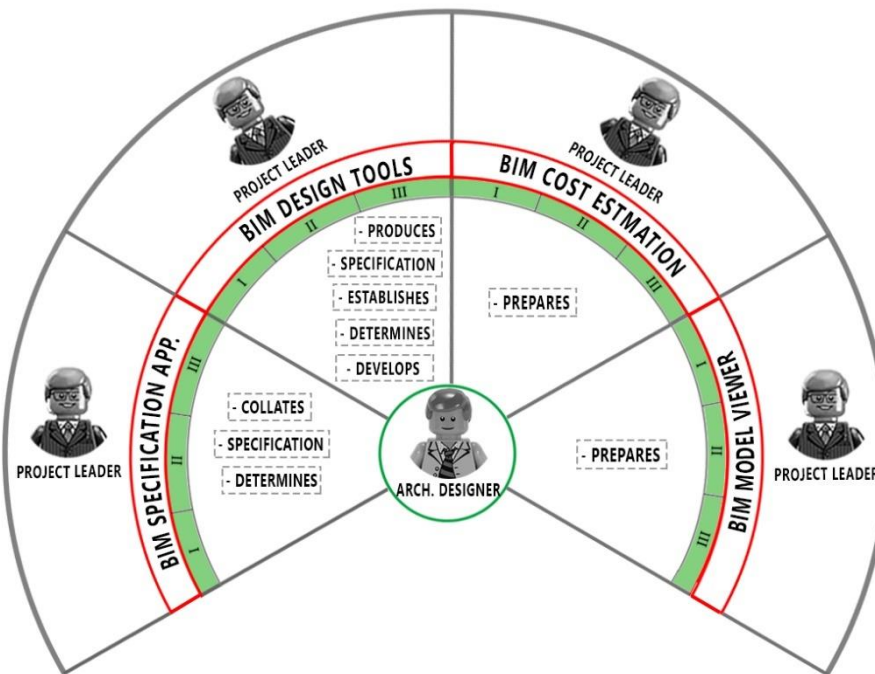 PROJECT LEADER
BIM DESIGN TOOLS
I
II
III
- PRODUCES
- SPECIFICATION
- ESTABLISHES
- DETERMINES
- DEVELOPS
PROJECT LEADER
BIM COST ESTMATION
I
II
III
- PREPARES
PROJECT LEADER
BIM SPECIFICATION APP.
I
II
III
- COLLATES
- SPECIFICATION
- DETERMINES
ARCH. DESIGNER
PROJECT LEADER
BIM MODEL VIEWER
I
II
III
- PREPARES